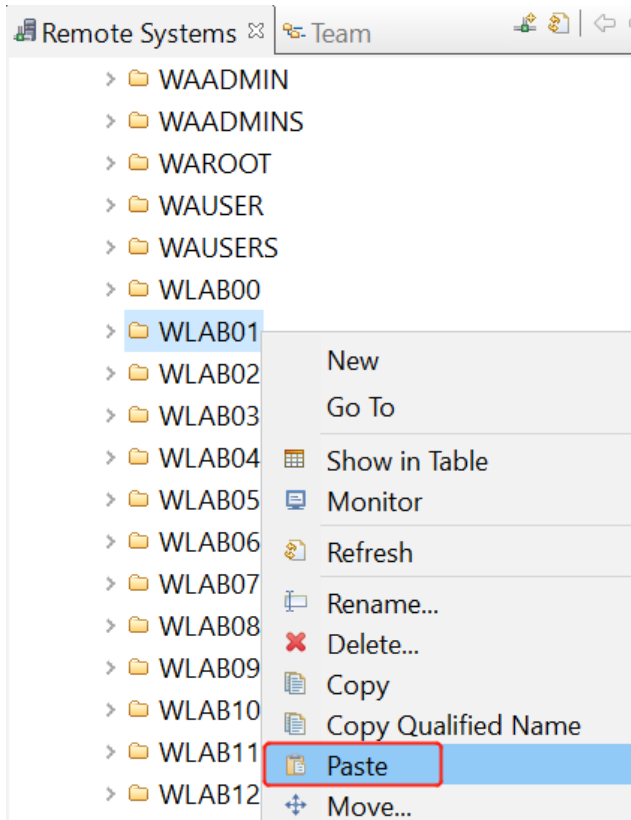 Remote Systems Team
WAADMIN
WAADMINS
WAROOT
WAUSER
WAUSERS
WLAB00
WLAB01
WLAB02
WLAB03
WLAB04
WLAB05
WLAB06
WLAB07
WLAB08
WLAB09
WLAB10
WLAB11
WLAB12
New
Go To
Show in Table
Monitor
Refresh
Rename...
Delete...
Copy
Copy Qualified Name
Paste
Move...